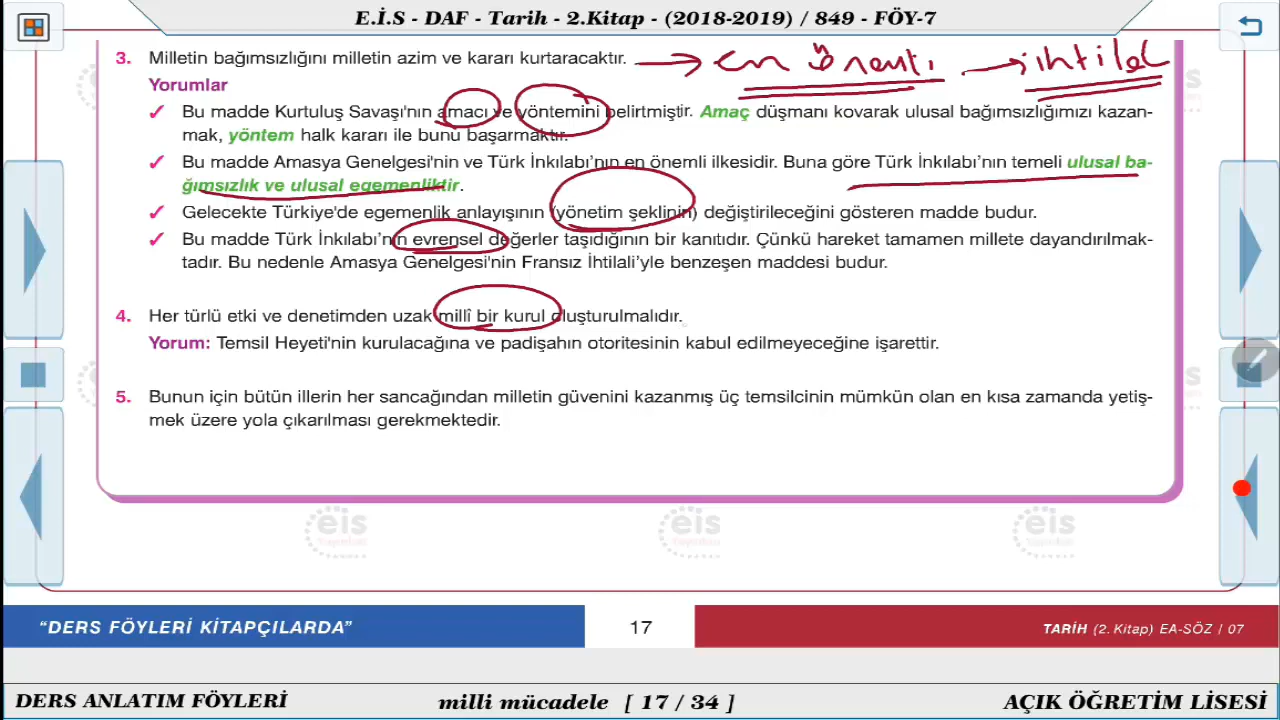 E.İ.S - DAF - Tarih - 2.Kitap - (2018-2019) / 849 - FÖY-7
3. Milletin bağımsızlığını milletin azim ve kararı kurtaracaktır. → en önemli → ihtilal
Yorumlar
✓ Bu madde Kurtuluş Savaşı'nın amacı ve yöntemini belirtmiştir. Amaç düşmanı kovarak ulusal bağımsızlığımızı kazan-
mak, yöntem halk kararı ile bunu başarmaktır.
✓ Bu madde Amasya Genelgesi'nin ve Türk İnkılabı'nın en önemli ilkesidir. Buna göre Türk İnkılabı'nın temeli ulusal ba-
ğımsızlık ve ulusal egemenliktir.
✓ Gelecekte Türkiye'de egemenlik anlayışının (yönetim şeklinin) değiştirileceğini gösteren madde budur.
✓ Bu madde Türk İnkılabı'nın evrensel değerler taşıdığının bir kanıtıdır. Çünkü hareket tamamen millete dayandırılmak-
tadır. Bu nedenle Amasya Genelgesi'nin Fransız İhtilali'yle benzeşen maddesi budur.
4. Her türlü etki ve denetimden uzak millî bir kurul oluşturulmalıdır.
Yorum: Temsil Heyeti'nin kurulacağına ve padişahın otoritesinin kabul edilmeyeceğine işarettir.
5. Bunun için bütün illerin her sancağından milletin güvenini kazanmış üç temsilcinin mümkün olan en kısa zamanda yetiş-
mek üzere yola çıkarılması gerekmektedir.
eis eis eis
"DERS FÖYLERİ KİTAPÇILARDA" 17 TARİH (2. Kitap) EA-SÖZ / 07
DERS ANLATIM FÖYLERİ milli mücadele [ 17 / 34 ] AÇIK ÖĞRETİM LİSESİ